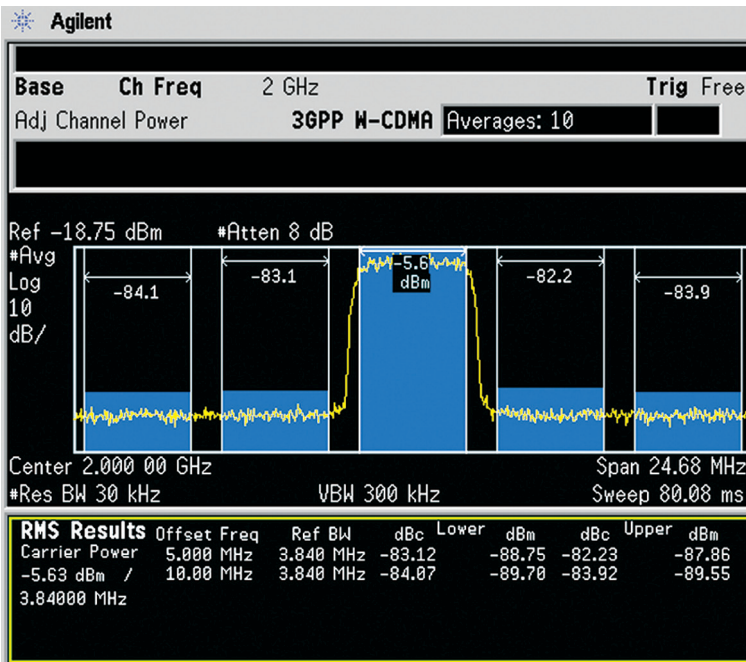 Agilent
Base Ch Freq 2 GHz Trig Free
Adj Channel Power 3GPP W-CDMA Averages: 10
Ref -18.75 dBm #Atten 8 dB
#Avg
Log
10
dB/
-84.1
-83.1
-5.6
dBm
-82.2
-83.9
Center 2.000 00 GHz Span 24.68 MHz
#Res BW 30 kHz VBW 300 kHz Sweep 80.08 ms
RMS Results Offset Freq Ref BW dBc Lower dBm dBc Upper dBm
Carrier Power 5.000 MHz 3.840 MHz -83.12 -88.75 -82.23 -87.86
-5.63 dBm / 10.00 MHz 3.840 MHz -84.07 -89.70 -83.92 -89.55
3.84000 MHz